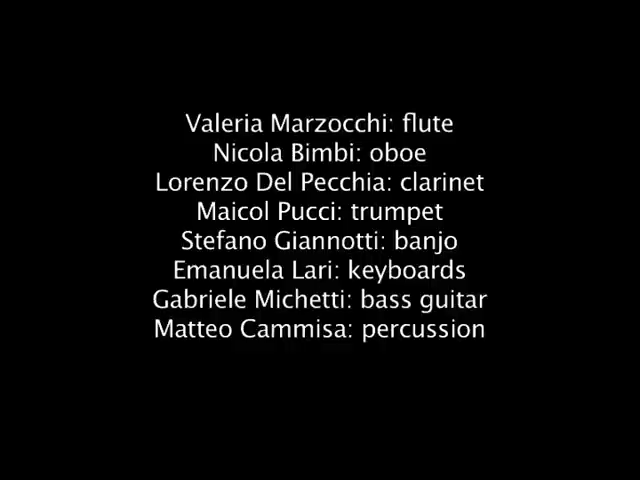 Valeria Marzocchi: flute
Nicola Bimbi: oboe
Lorenzo Del Pecchia: clarinet
Maicol Pucci: trumpet
Stefano Giannotti: banjo
Emanuela Lari: keyboards
Gabriele Michetti: bass guitar
Matteo Cammisa: percussion